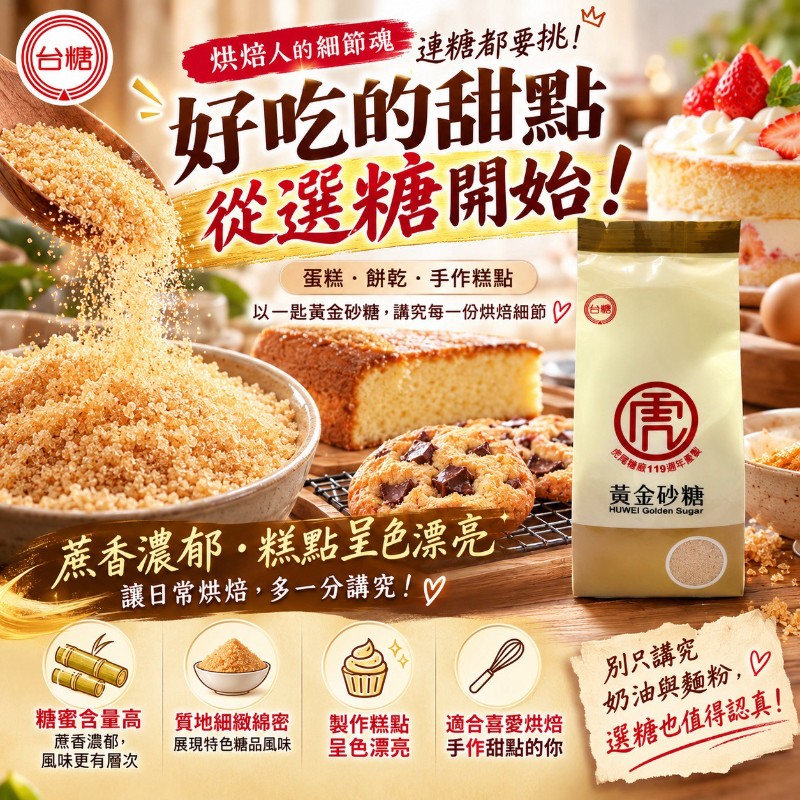 台糖
烘焙人的細節魂
連糖都要挑!
好吃的甜點
從選糖開始!
蛋糕・餅乾・手作糕點
以一匙黃金砂糖,講究每一份烘焙細節
台糖
虎
虎尾糖廠119週年慶製
黃金砂糖
HUWEI Golden Sugar
蔗香濃郁・糕點呈色漂亮
讓日常烘焙,多一分講究!
糖蜜含量高
蔗香濃郁,
風味更有層次
質地細緻綿密
展現特色糖品風味
製作糕點
呈色漂亮
適合喜愛烘焙
手作甜點的你
別只講究
奶油與麵粉,
選糖也值得認真!